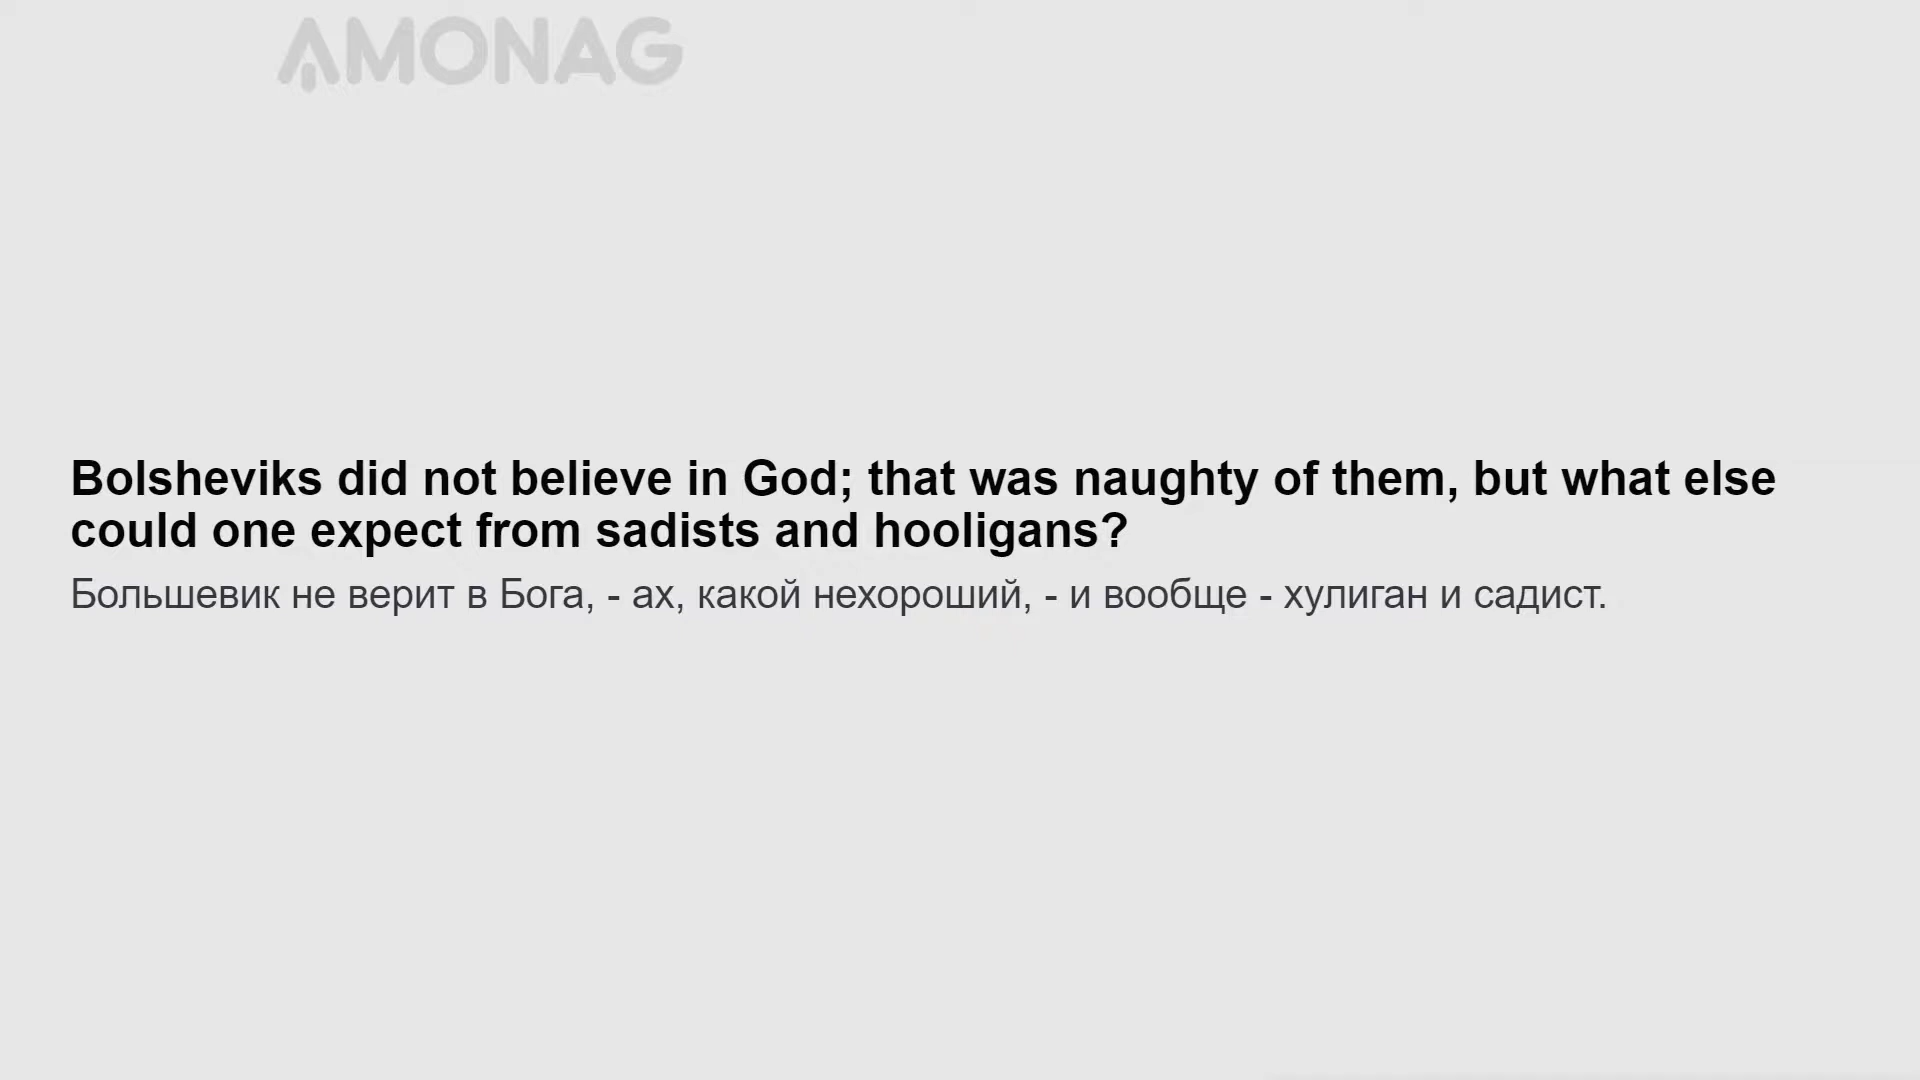 AMONAG
Bolsheviks did not believe in God; that was naughty of them, but what else
could one expect from sadists and hooligans?
Большевик не верит в Бога, - ах, какой нехороший, - и вообще - хулиган и садист.